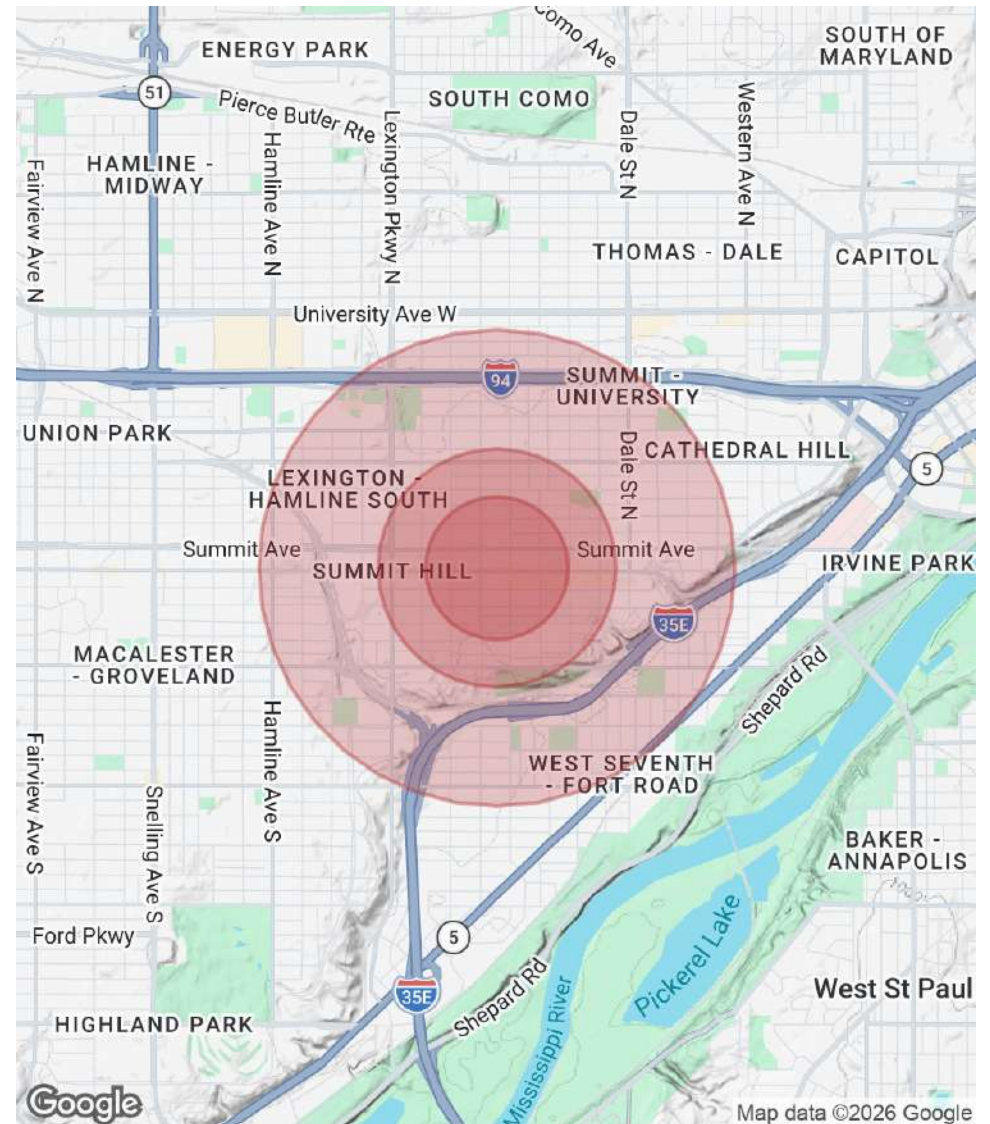 Como Ave
ENERGY PARK
SOUTH OF
MARYLAND
51
Pierce Butler Rte
SOUTH COMO
HAMLINE -
MIDWAY
Fairview Ave N
Hamline Ave N
Lexington Pkwy N
Dale St N
Western Ave N
THOMAS - DALE
CAPITOL
University Ave W
94
SUMMIT -
UNIVERSITY
UNION PARK
Dale St N
CATHEDRAL HILL
5
LEXINGTON -
HAMLINE SOUTH
Summit Ave
Summit Ave
SUMMIT HILL
IRVINE PARK
35E
MACALESTER
- GROVELAND
Shepard Rd
Hamline Ave S
Fairview Ave S
Snelling Ave S
WEST SEVENTH
- FORT ROAD
BAKER -
ANNAPOLIS
Ford Pkwy
5
Pickerel Lake
35E
Shepard Rd
Mississippi River
West St Paul
HIGHLAND PARK
Google
Map data ©2026 Google